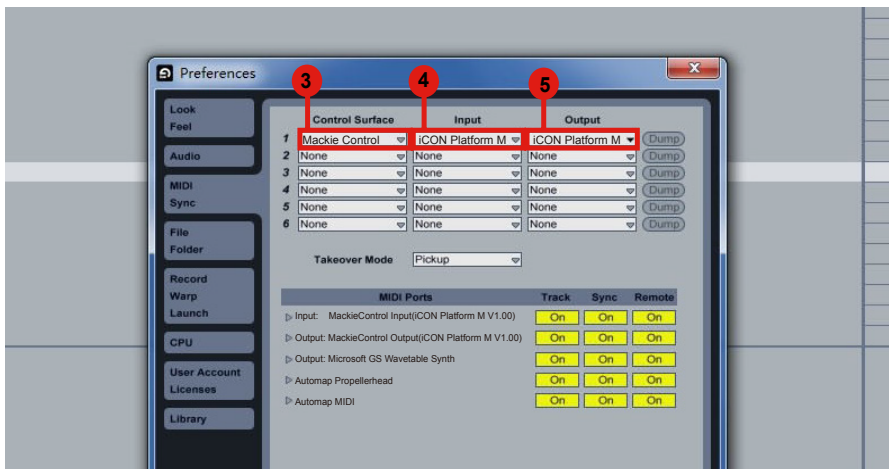 Preferences
X
3 4 5
Look
Feel
Audio
MIDI
Sync
File
Folder
Record
Warp
Launch
CPU
User Account
Licenses
Library
Control Surface Input Output
1 Mackie Control iCON Platform M iCON Platform M Dump
2 None None None Dump
3 None None None Dump
4 None None None Dump
5 None None None Dump
6 None None None Dump
Takeover Mode Pickup
MIDI Ports Track Sync Remote
Input: MackieControl Input(iCON Platform M V1.00) On On On
Output: MackieControl Output(iCON Platform M V1.00) On On On
Output: Microsoft GS Wavetable Synth On On On
Automap Propellerhead On On On
Automap MIDI On On On